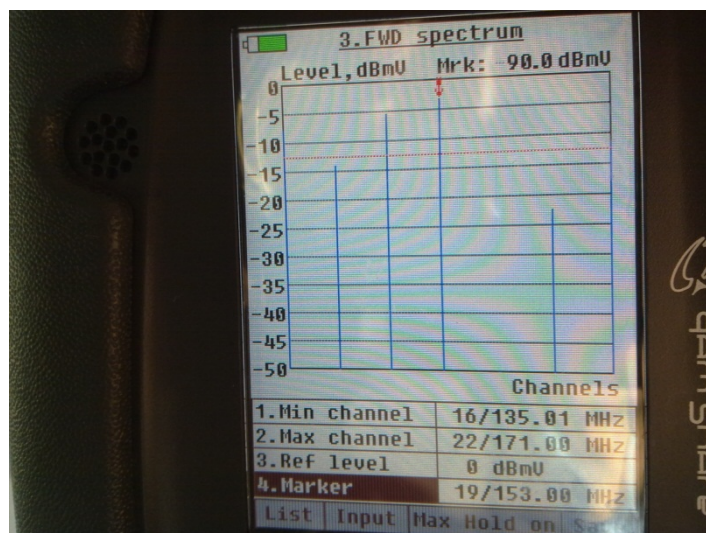 3.FWD spectrum
Level,dBmV Mrk: -90.0 dBmV
0
-5
-10
-15
-20
-25
-30
-35
-40
-45
-50
Channels
1.Min channel 16/135.01 MHz
2.Max channel 22/171.00 MHz
3.Ref level 0 dBmV
4.Marker 19/153.00 MHz
List Input Max Hold on